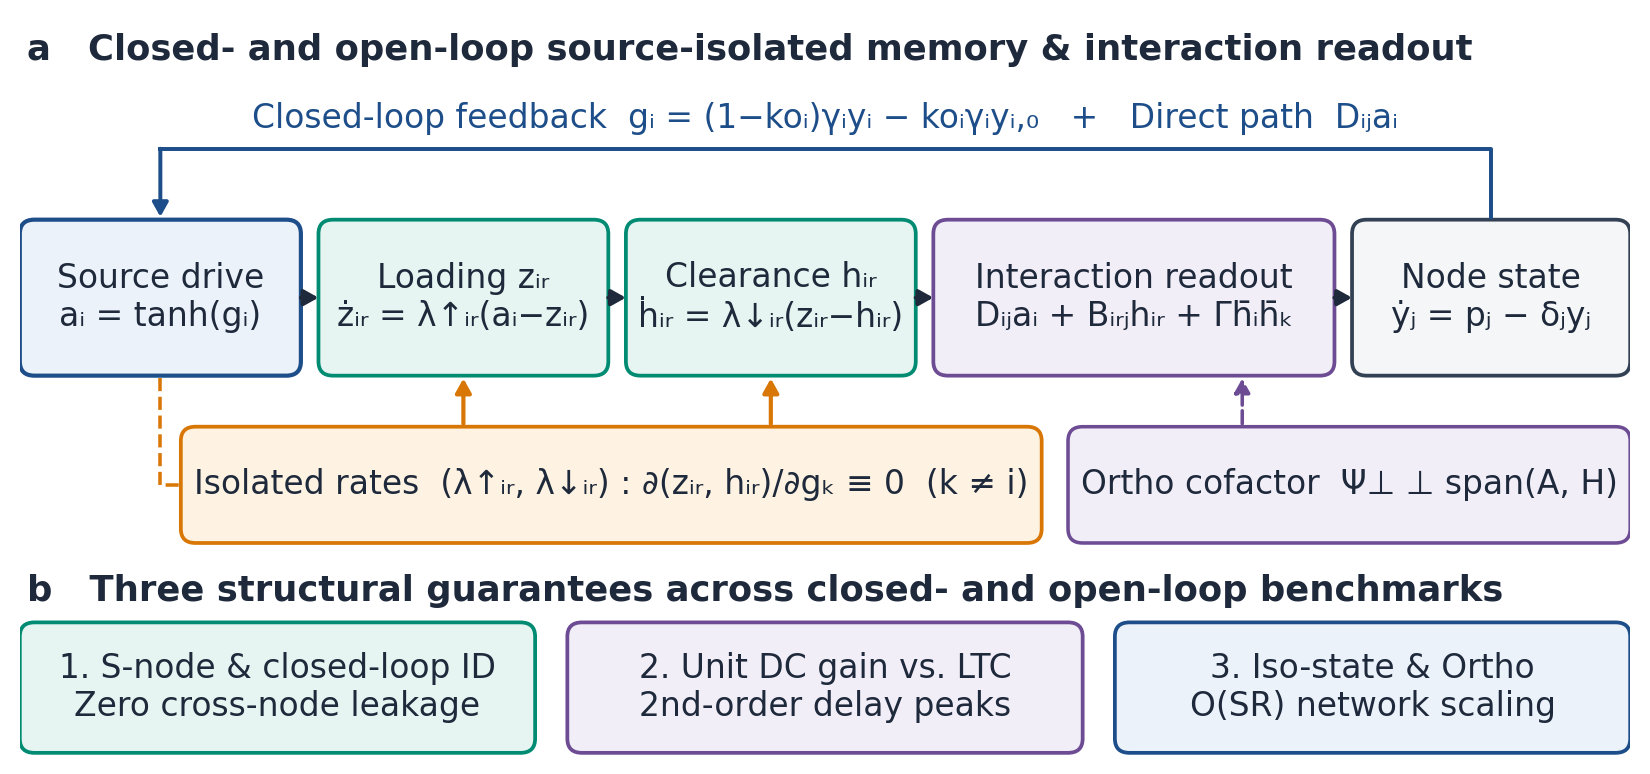 a Closed- and open-loop source-isolated memory & interaction readout
Closed-loop feedback gᵢ = (1−koᵢ)γᵢyᵢ − koᵢγᵢyᵢ,₀ + Direct path Dᵢⱼaᵢ
Source drive
aᵢ = tanh(gᵢ)
Loading zᵢᵣ
żᵢᵣ = λ↑ᵢᵣ(aᵢ−zᵢᵣ)
Clearance hᵢᵣ
ḣᵢᵣ = λ↓ᵢᵣ(zᵢᵣ−hᵢᵣ)
Interaction readout
Dᵢⱼaᵢ + Bᵢᵣⱼhᵢᵣ + Γh̄ᵢh̄ₖ
Node state
ẏⱼ = pⱼ − δⱼyⱼ
Isolated rates (λ↑ᵢᵣ, λ↓ᵢᵣ) : ∂(zᵢᵣ, hᵢᵣ)/∂gₖ ≡ 0 (k ≠ i)
Ortho cofactor Ψ⊥ ⊥ span(A, H)
b Three structural guarantees across closed- and open-loop benchmarks
1. S-node & closed-loop ID
Zero cross-node leakage
2. Unit DC gain vs. LTC
2nd-order delay peaks
3. Iso-state & Ortho
O(SR) network scaling